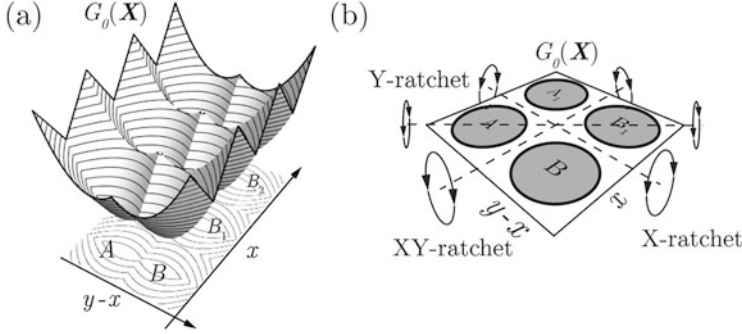 (a)
G₀(X)
A
B
B₁
B₂
y-x
x
(b)
G₀(X)
Y-ratchet
A₁
A
B₁
B
y-x
x
XY-ratchet
X-ratchet